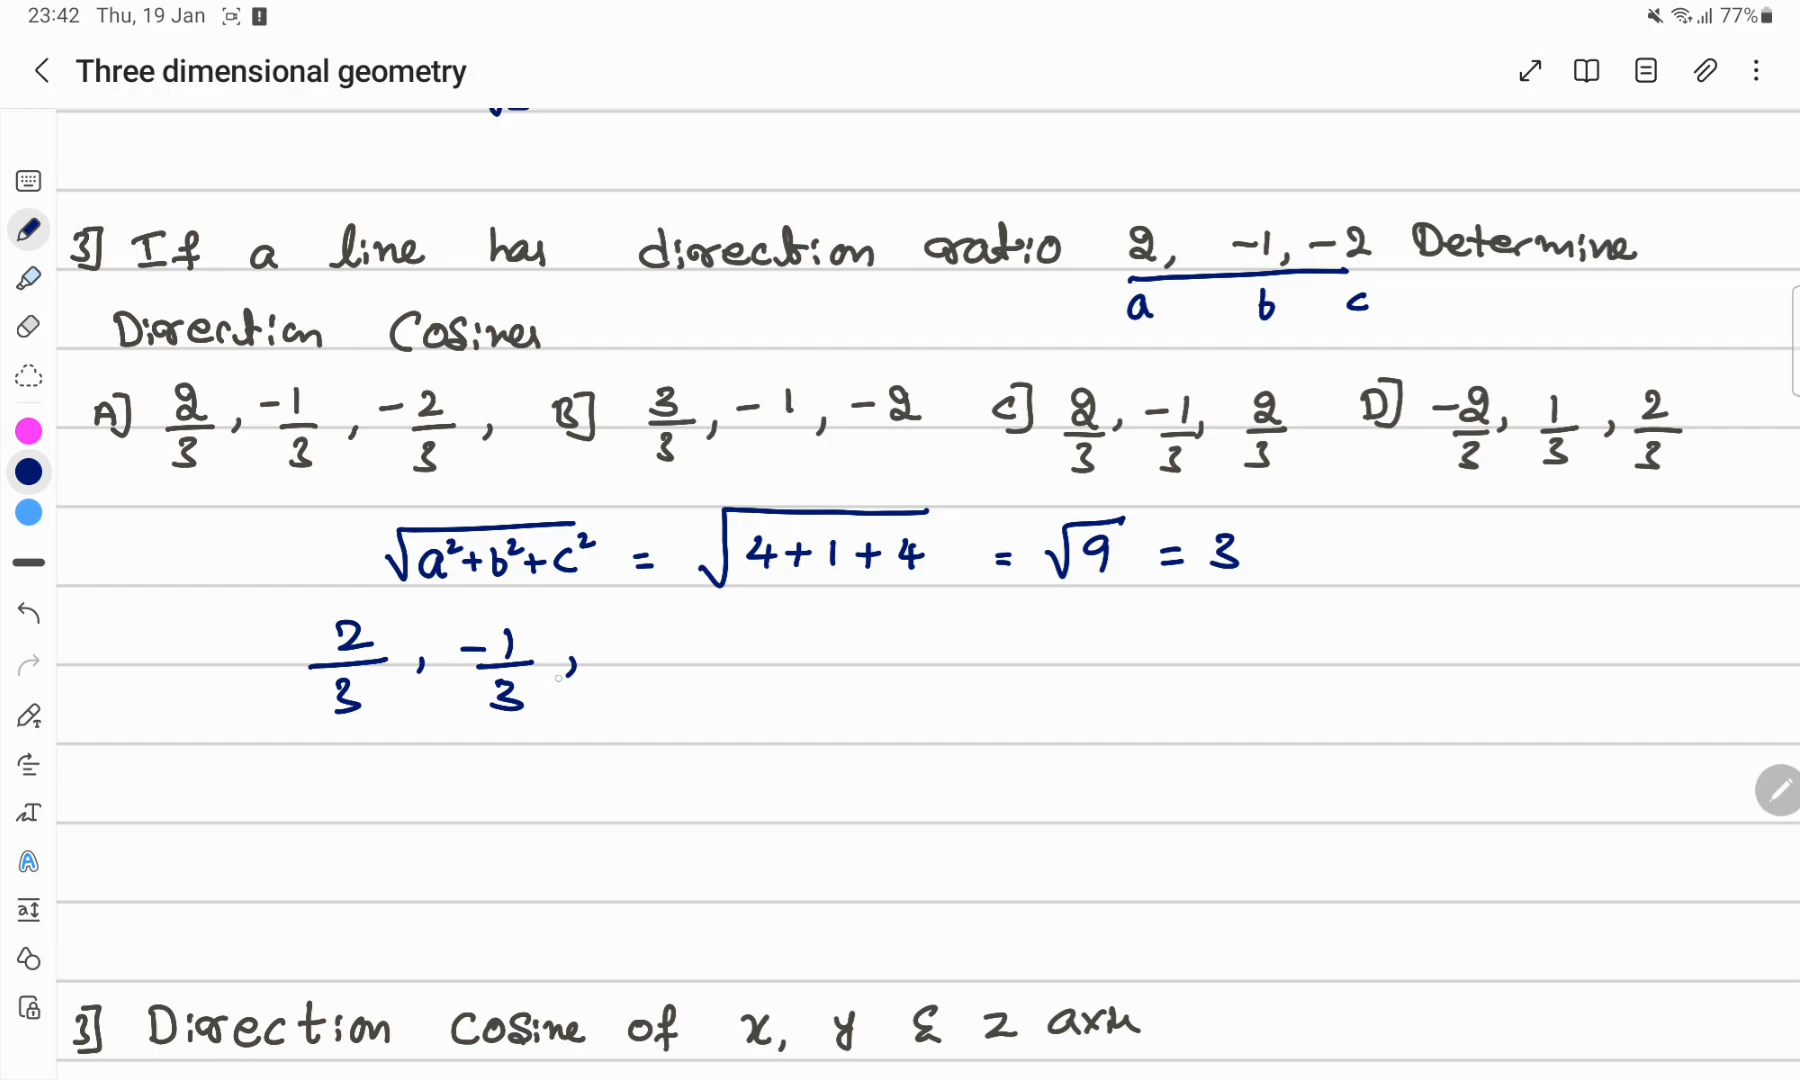 23:42 Thu, 19 Jan 77%
Three dimensional geometry
3] If a line has direction ratio 2, -1, -2 Determine
a b c
Direction Cosines
A] 2/3, -1/3, -2/3, B] 3/3, -1, -2 C] 2/3, -1/3, 2/3 D] -2/3, 1/3, 2/3
√a²+b²+c² = √4+1+4 = √9 = 3
2/3, -1/3,
3] Direction cosine of x, y & z axis